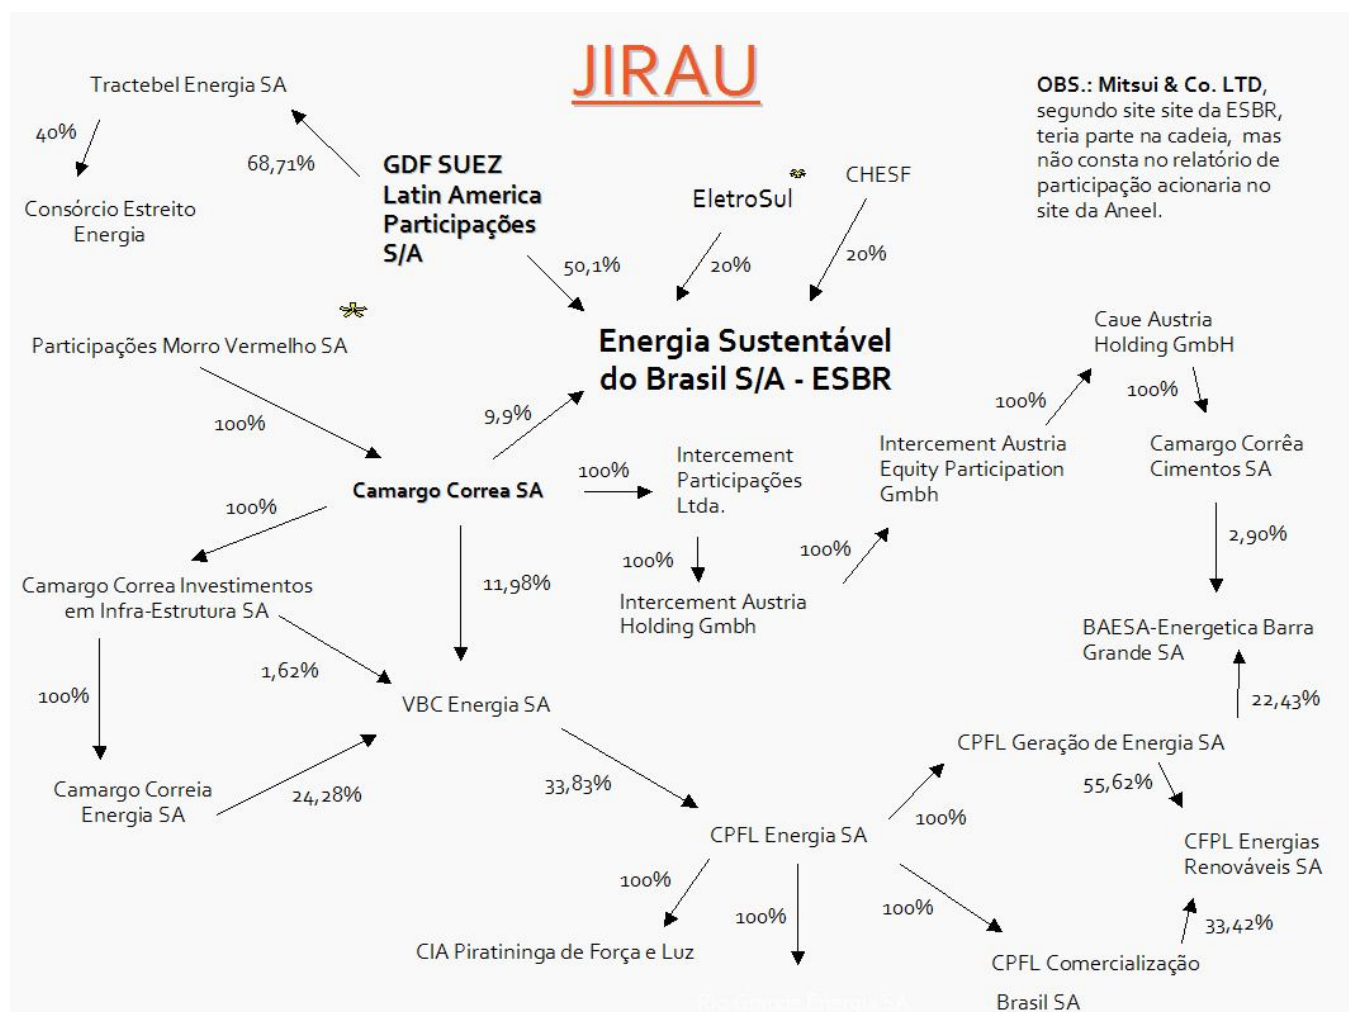 JIRAU
Tractebel Energia SA
OBS.: Mitsui & Co. LTD,
segundo site site da ESBR,
teria parte na cadeia, mas
não consta no relatório de
participação acionaria no
site da Aneel.
40%
68,71%
GDF SUEZ
Latin America
Participações
S/A
EletroSul
CHESF
Consórcio Estreito
Energia
50,1%
20%
20%
Participações Morro Vermelho SA
Energia Sustentável
do Brasil S/A - ESBR
Caue Austria
Holding GmbH
100%
9,9%
100%
100%
Camargo Correa SA
100%
Intercement
Participações
Ltda.
Intercement Austria
Equity Participation
Gmbh
Camargo Corrêa
Cimentos SA
100%
100%
100%
2,90%
Camargo Correa Investimentos
em Infra-Estrutura SA
11,98%
Intercement Austria
Holding Gmbh
BAESA-Energetica Barra
Grande SA
1,62%
100%
VBC Energia SA
22,43%
CPFL Geração de Energia SA
Camargo Correia
Energia SA
24,28%
33,83%
55,62%
CPFL Energia SA
100%
CFPL Energias
Renováveis SA
100%
100%
100%
33,42%
CIA Piratininga de Força e Luz
CPFL Comercialização
Brasil SA
Rio Grande Energia SA